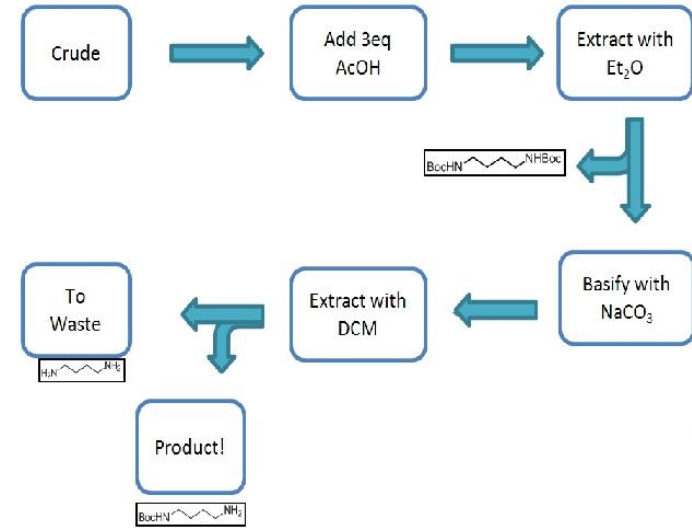 Crude
Add 3eq
AcOH
Extract with
Et₂O
BocHN
NHBoc
Basify with
NaCO₃
Extract with
DCM
To
Waste
H₂N
NH₂
Product!
BocHN
NH₂